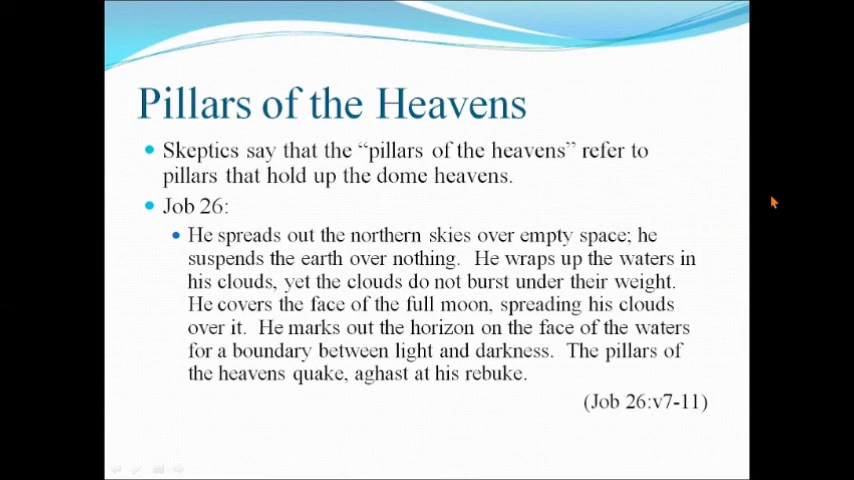 Pillars of the Heavens
Skeptics say that the “pillars of the heavens” refer to
pillars that hold up the dome heavens.
Job 26:
He spreads out the northern skies over empty space; he
suspends the earth over nothing. He wraps up the waters in
his clouds, yet the clouds do not burst under their weight.
He covers the face of the full moon, spreading his clouds
over it. He marks out the horizon on the face of the waters
for a boundary between light and darkness. The pillars of
the heavens quake, aghast at his rebuke.
(Job 26:v7-11)